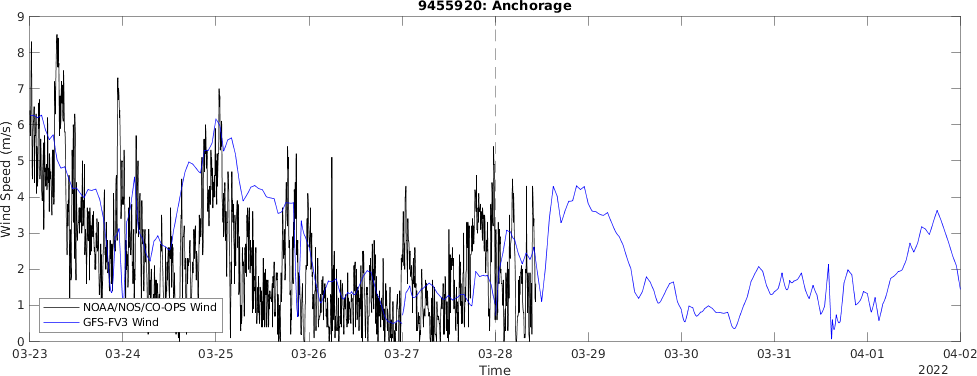 9455920: Anchorage
9
8
7
6
5
4
3
2
1
0
Wind Speed (m/s)
NOAA/NOS/CO-OPS Wind
GFS-FV3 Wind
03-23 03-24 03-25 03-26 03-27 03-28 03-29 03-30 03-31 04-01 04-02
Time
2022